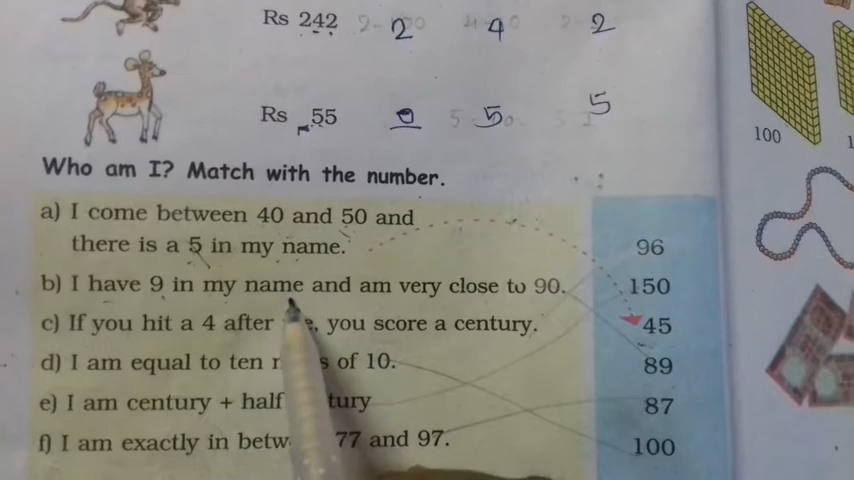 Rs 242 2 4 2
Rs 55 0 5 5
100
Who am I? Match with the number.
a) I come between 40 and 50 and
there is a 5 in my name.
96
b) I have 9 in my name and am very close to 90.
150
c) If you hit a 4 after, you score a century.
45
d) I am equal to ten of 10.
89
e) I am century + half
87
f) I am exactly in 77 and 97.
100